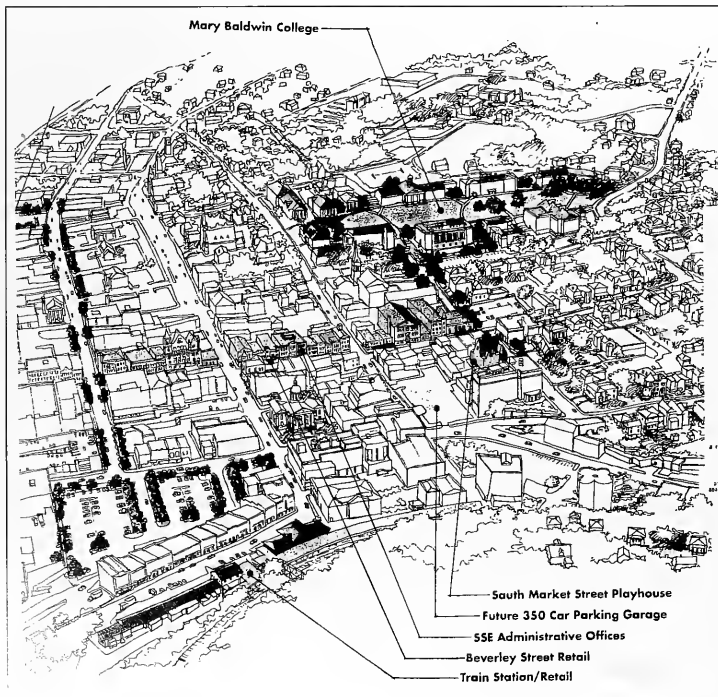 Mary Baldwin College
South Market Street Playhouse
Future 350 Car Parking Garage
SSE Administrative Offices
Beverley Street Retail
Train Station/Retail